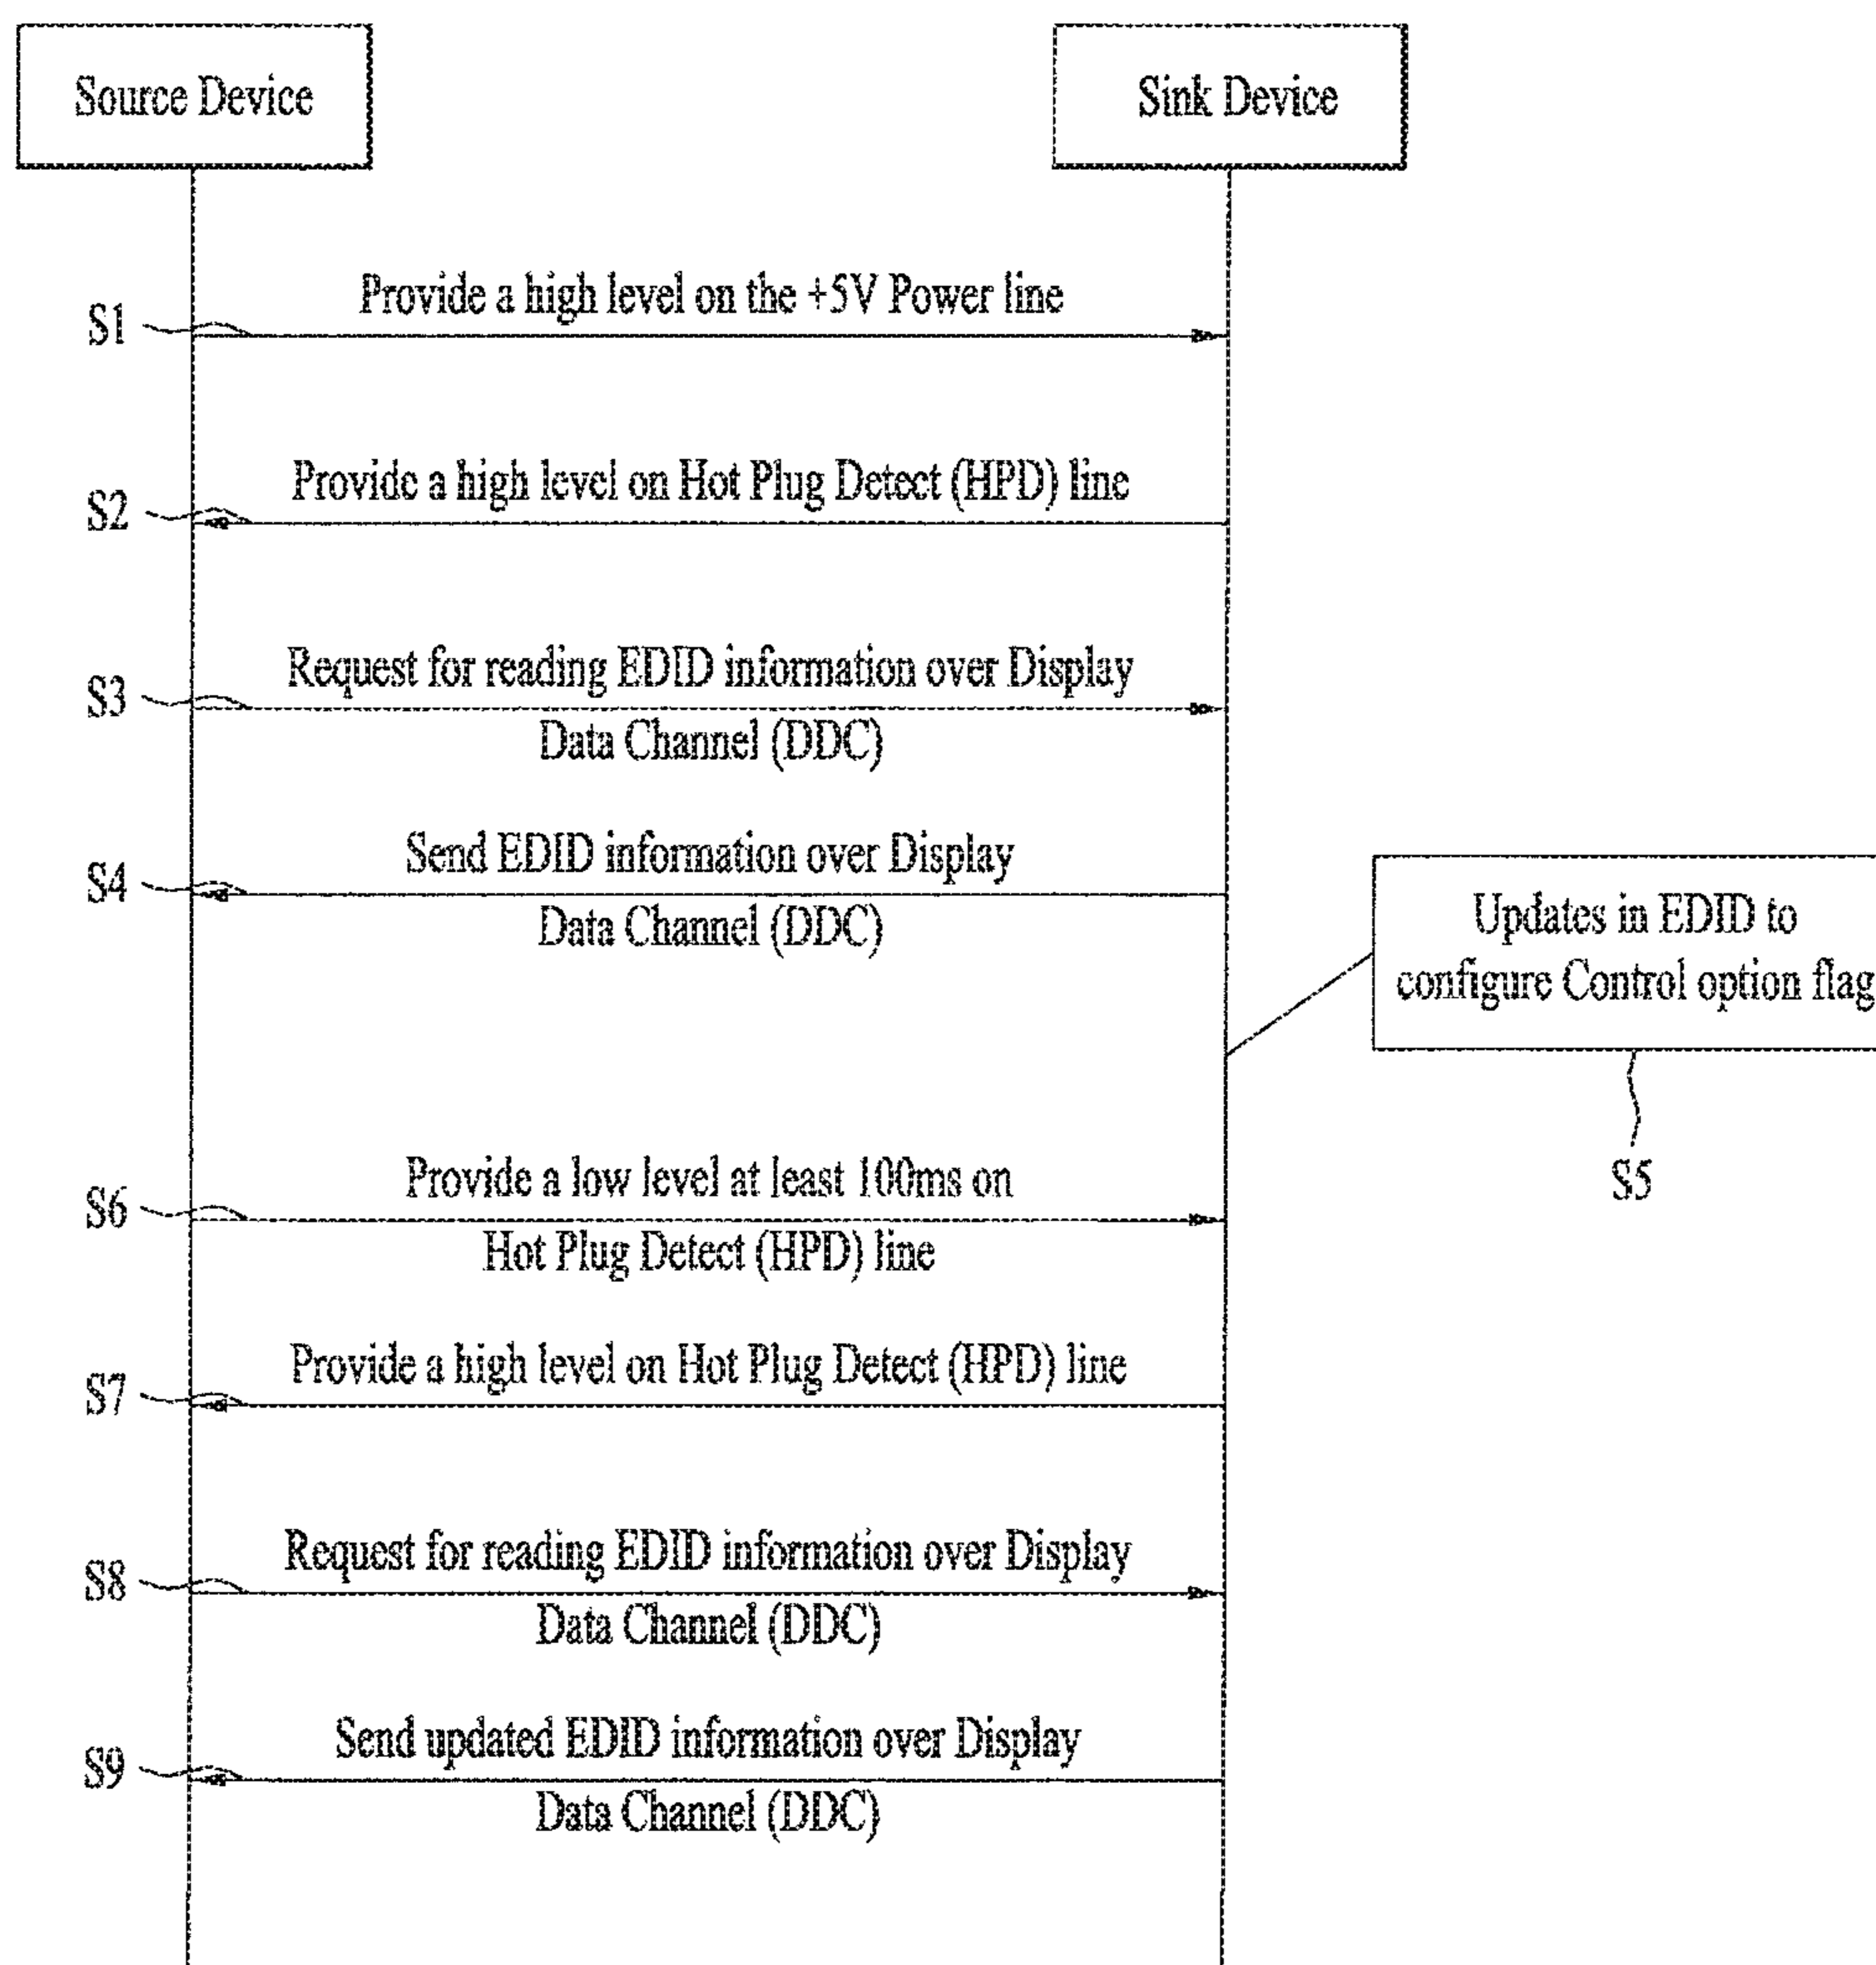 Source Device
Sink Device
S1
Provide a high level on the +5V Power line
S2
Provide a high level on Hot Plug Detect (HPD) line
S3
Request for reading EDID information over Display
Data Channel (DDC)
S4
Send EDID information over Display
Data Channel (DDC)
Updates in EDID to
configure Control option flag
S5
S6
Provide a low level at least 100ms on
Hot Plug Detect (HPD) line
S7
Provide a high level on Hot Plug Detect (HPD) line
S8
Request for reading EDID information over Display
Data Channel (DDC)
S9
Send updated EDID information over Display
Data Channel (DDC)